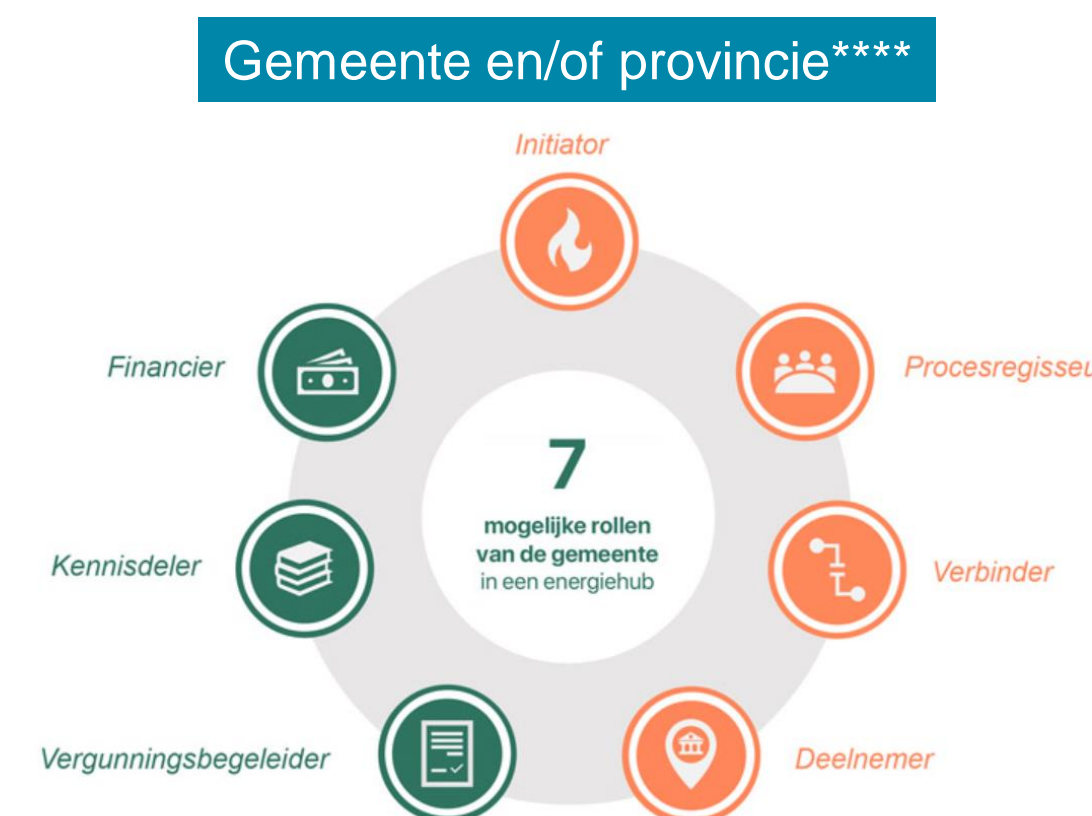 Gemeente en/of provincie****
Initiator
Financier
Procesregisseu
7
mogelijke rollen
van de gemeente
in een energiehub
Kennisdeler
Verbinder
Vergunningsbegeleider
Deelnemer